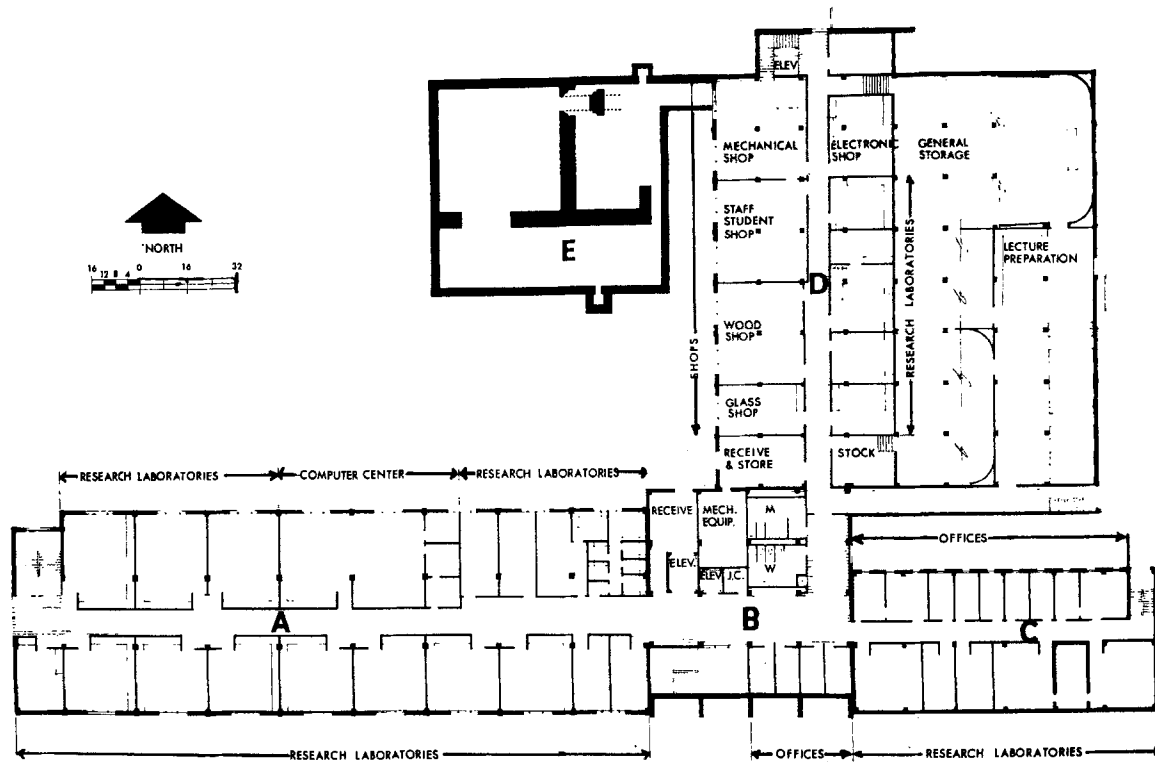 ELEV.
MECHANICAL
SHOP
ELECTRONIC
SHOP
GENERAL
STORAGE
STAFF
STUDENT
SHOP
NORTH
16 12 8 4 0 16 32
E
D
LECTURE
PREPARATION
RESEARCH LABORATORIES
SHOPS
WOOD
SHOP
GLASS
SHOP
RECEIVE
& STORE
STOCK
RESEARCH LABORATORIES
COMPUTER CENTER
RESEARCH LABORATORIES
RECEIVE
MECH.
EQUIP.
M
W
OFFICES
ELEV.
ELEV.
J.C.
A
B
C
RESEARCH LABORATORIES
OFFICES
RESEARCH LABORATORIES